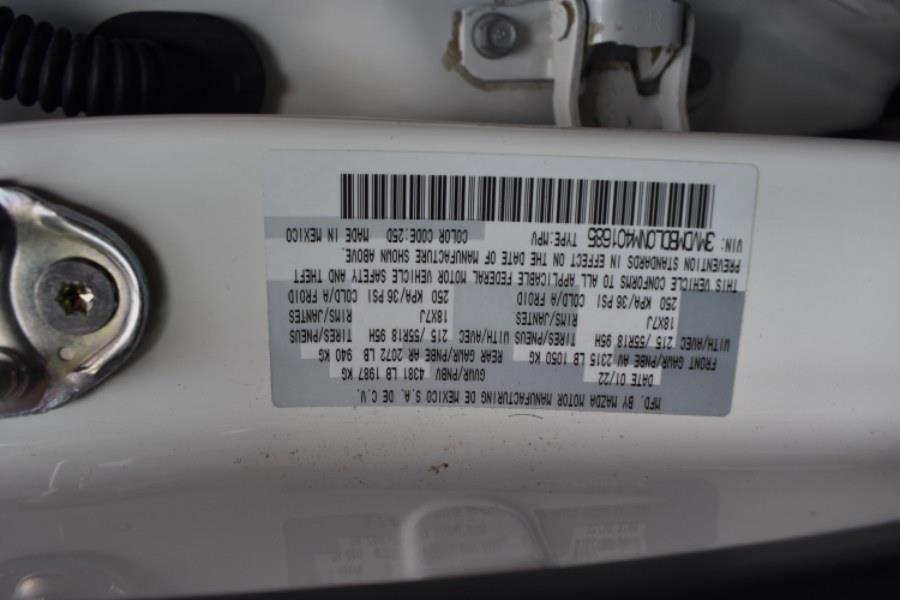 MFD. BY MAZDA MOTOR MANUFACTURING DE MEXICO S.A. DE C.V.
DATE 01/22 GVWR/PNBV 4381 LB 1987 KG
FRONT GAWR/PNBE AV 2315 LB 1050 KG REAR GAWR/PNBE AR 2072 LB 940 KG
WITH/AVEC 215 /55R18 95H TIRES/PNEUS WITH/AVEC 215 /55R18 95H TIRES/PNEUS
18X7J RIMS/JANTES 18X7J RIMS/JANTES
250 KPA/36 PSI COLD/A FROID 250 KPA/36 PSI COLD/A FROID
THIS VEHICLE CONFORMS TO ALL APPLICABLE FEDERAL MOTOR VEHICLE SAFETY AND THEFT
PREVENTION STANDARDS IN EFFECT ON THE DATE OF MANUFACTURE SHOWN ABOVE.
VIN: 3MVDMBDL0NM401685 TYPE:MPV COLOR CODE:25D MADE IN MEXICO